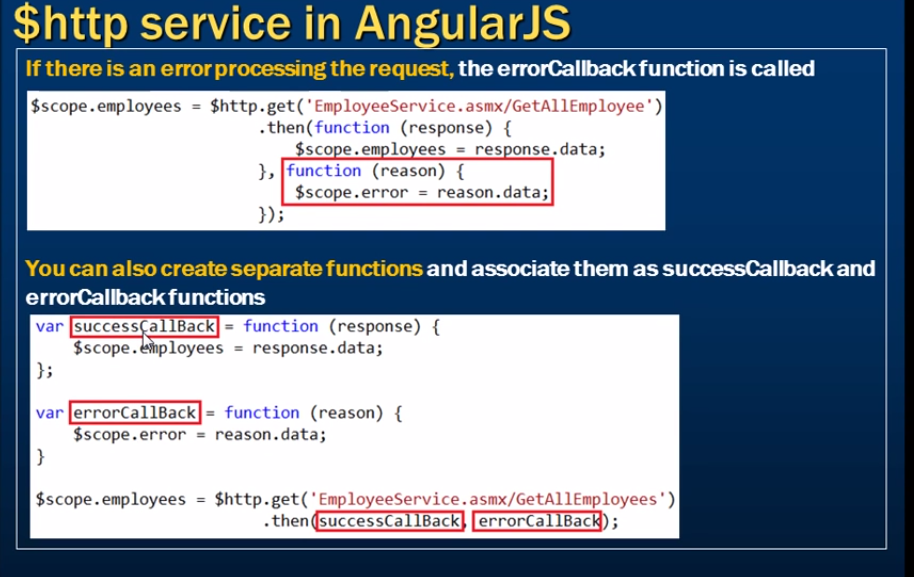 $http service in AngularJS
If there is an error processing the request, the errorCallback function is called
$scope.employees = $http.get('EmployeeService.asmx/GetAllEmployee')
.then(function (response) {
$scope.employees = response.data;
}, function (reason) {
$scope.error = reason.data;
});
You can also create separate functions and associate them as successCallback and
errorCallback functions
var successCallBack = function (response) {
$scope.employees = response.data;
};
var errorCallBack = function (reason) {
$scope.error = reason.data;
}
$scope.employees = $http.get('EmployeeService.asmx/GetAllEmployees')
.then(successCallBack, errorCallBack);